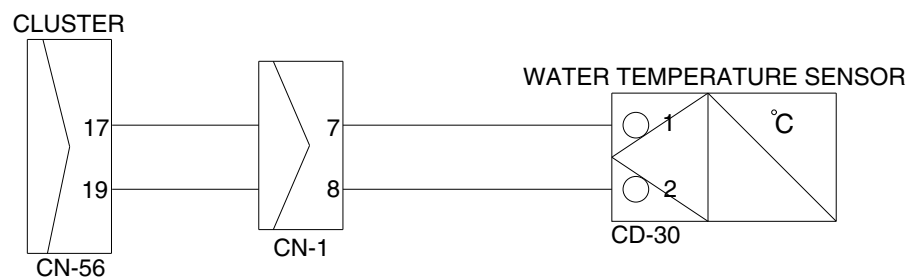 CLUSTER
WATER TEMPERATURE SENSOR
17 7 1 °C
19 8 2
CN-56 CN-1 CD-30